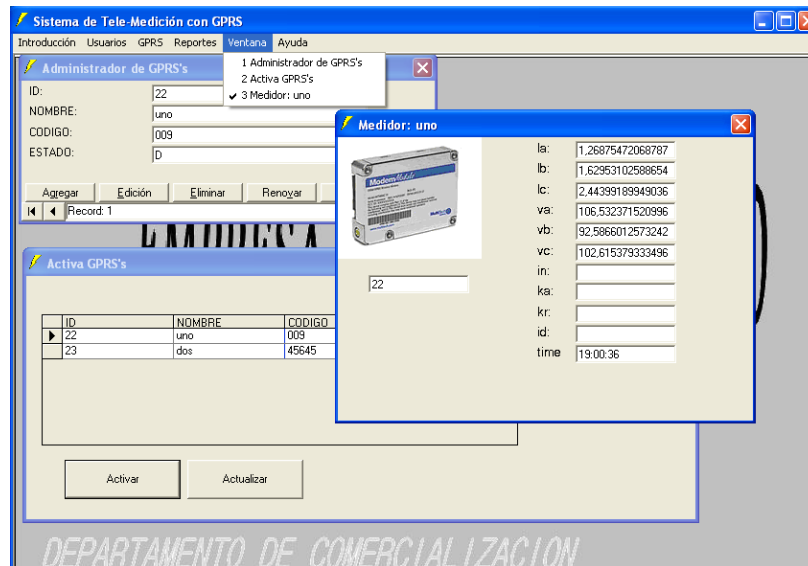 Sistema de Tele-Medición con GPRS
Introducción Usuarios GPRS Reportes Ventana Ayuda
1 Administrador de GPRS's
2 Activa GPRS's
3 Medidor: uno
Administrador de GPRS's
ID: 22
NOMBRE: uno
CODIGO: 009
ESTADO: D
Agregar Edición Eliminar Renovar
Record: 1
Medidor: uno
ModemModule
22
Ia: 1,26875472068787
Ib: 1,62953102588654
Ic: 2,44399189949036
va: 106,532371520996
vb: 92,5866012573242
vc: 102,615379333496
in:
ka:
kr:
id:
time 19:00:36
Activa GPRS's
ID NOMBRE CODIGO
22 uno 009
23 dos 45645
Activar Actualizar
DEPARTAMENTO DE COMERCIALIZACION